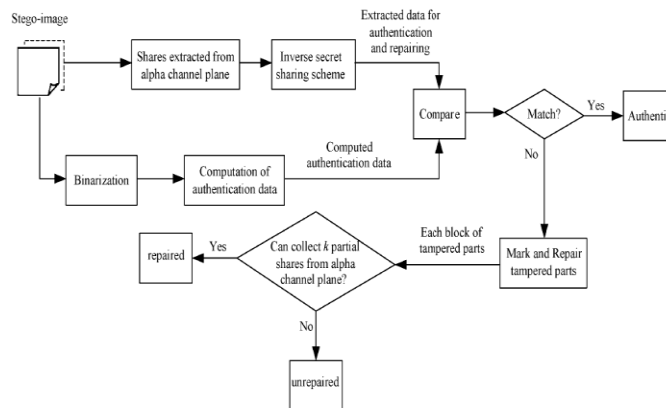 Stego-image
Extracted data for
authentication
and repairing
Shares extracted from
alpha channel plane
Inverse secret
sharing scheme
Compare
Match?
Yes
Authenti
No
Binarization
Computation of
authentication data
Computed
authentication data
Mark and Repair
tampered parts
Each block of
tampered parts
Can collect k partial
shares from alpha
channel plane?
Yes
repaired
No
unrepaired